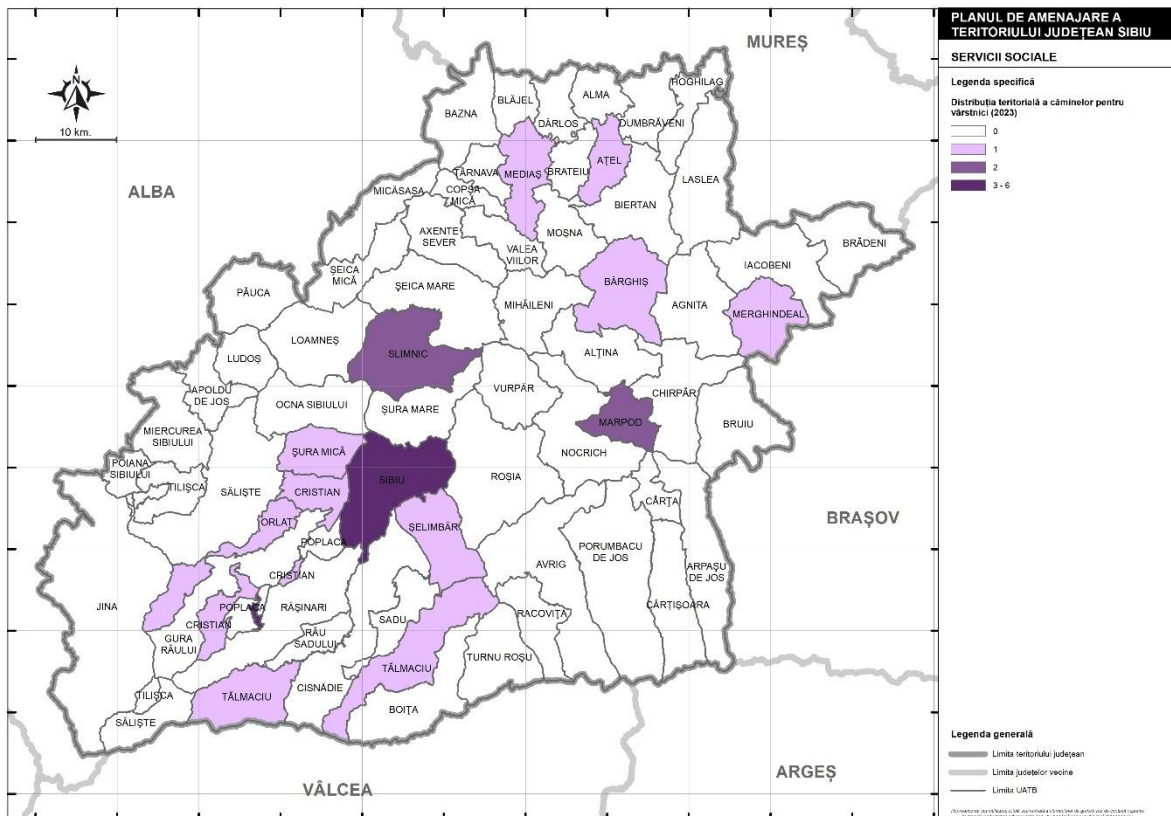 PLANUL DE AMENAJARE A
TERITORIULUI JUDEȚEAN SIBIU
SERVICII SOCIALE
Legenda specifică
Distribuția teritorială a căminelor pentru
vârstnici (2023)
0
1
2
3 - 6
MUREȘ
10 km.
ALBA
BRAȘOV
ARGEȘ
VÂLCEA
HOGHILAG
BAZNA
BLĂJEL
ALMA
DÂRLOS
DUMBRĂVENI
TÂRNAVA
MEDIAȘ
BRATEIU
AȚEL
LASLEA
MICĂSASA
COPȘA
MICĂ
BIERTAN
AXENTE
SEVER
MOȘNA
VALEA
VIILOR
BRĂDENI
IACOBENI
ȘEICA
MICĂ
ȘEICA MARE
BÂRGHIȘ
PĂUCA
MIHĂILENI
AGNITA
MERGHINDEAL
LOAMNEȘ
SLIMNIC
ALȚINA
LUDOȘ
APOLDU
DE JOS
VURPĂR
CHIRPĂR
OCNA SIBIULUI
ȘURA MARE
MARPOD
BRUIU
MIERCUREA
SIBIULUI
ȘURA MICĂ
NOCRICH
POIANA
SIBIULUI
TILIȘCA
SĂLIȘTE
CRISTIAN
SIBIU
ROȘIA
CÂRȚA
ORLAT
ȘELIMBĂR
POPLACA
PORUMBACU
DE JOS
ARPAȘU
DE JOS
AVRIG
CRISTIAN
JINA
POPLACA
RĂȘINARI
CÂRȚIȘOARA
CRISTIAN
SADU
RACOVIȚA
GURA
RÂULUI
RÂU
SADULUI
TURNU ROȘU
TĂLMACIU
CISNĂDIE
TILIȘCA
TĂLMACIU
BOIȚA
SĂLIȘTE
Legenda generală
Limita teritoriului județean
Limita județelor vecine
Limita UATB